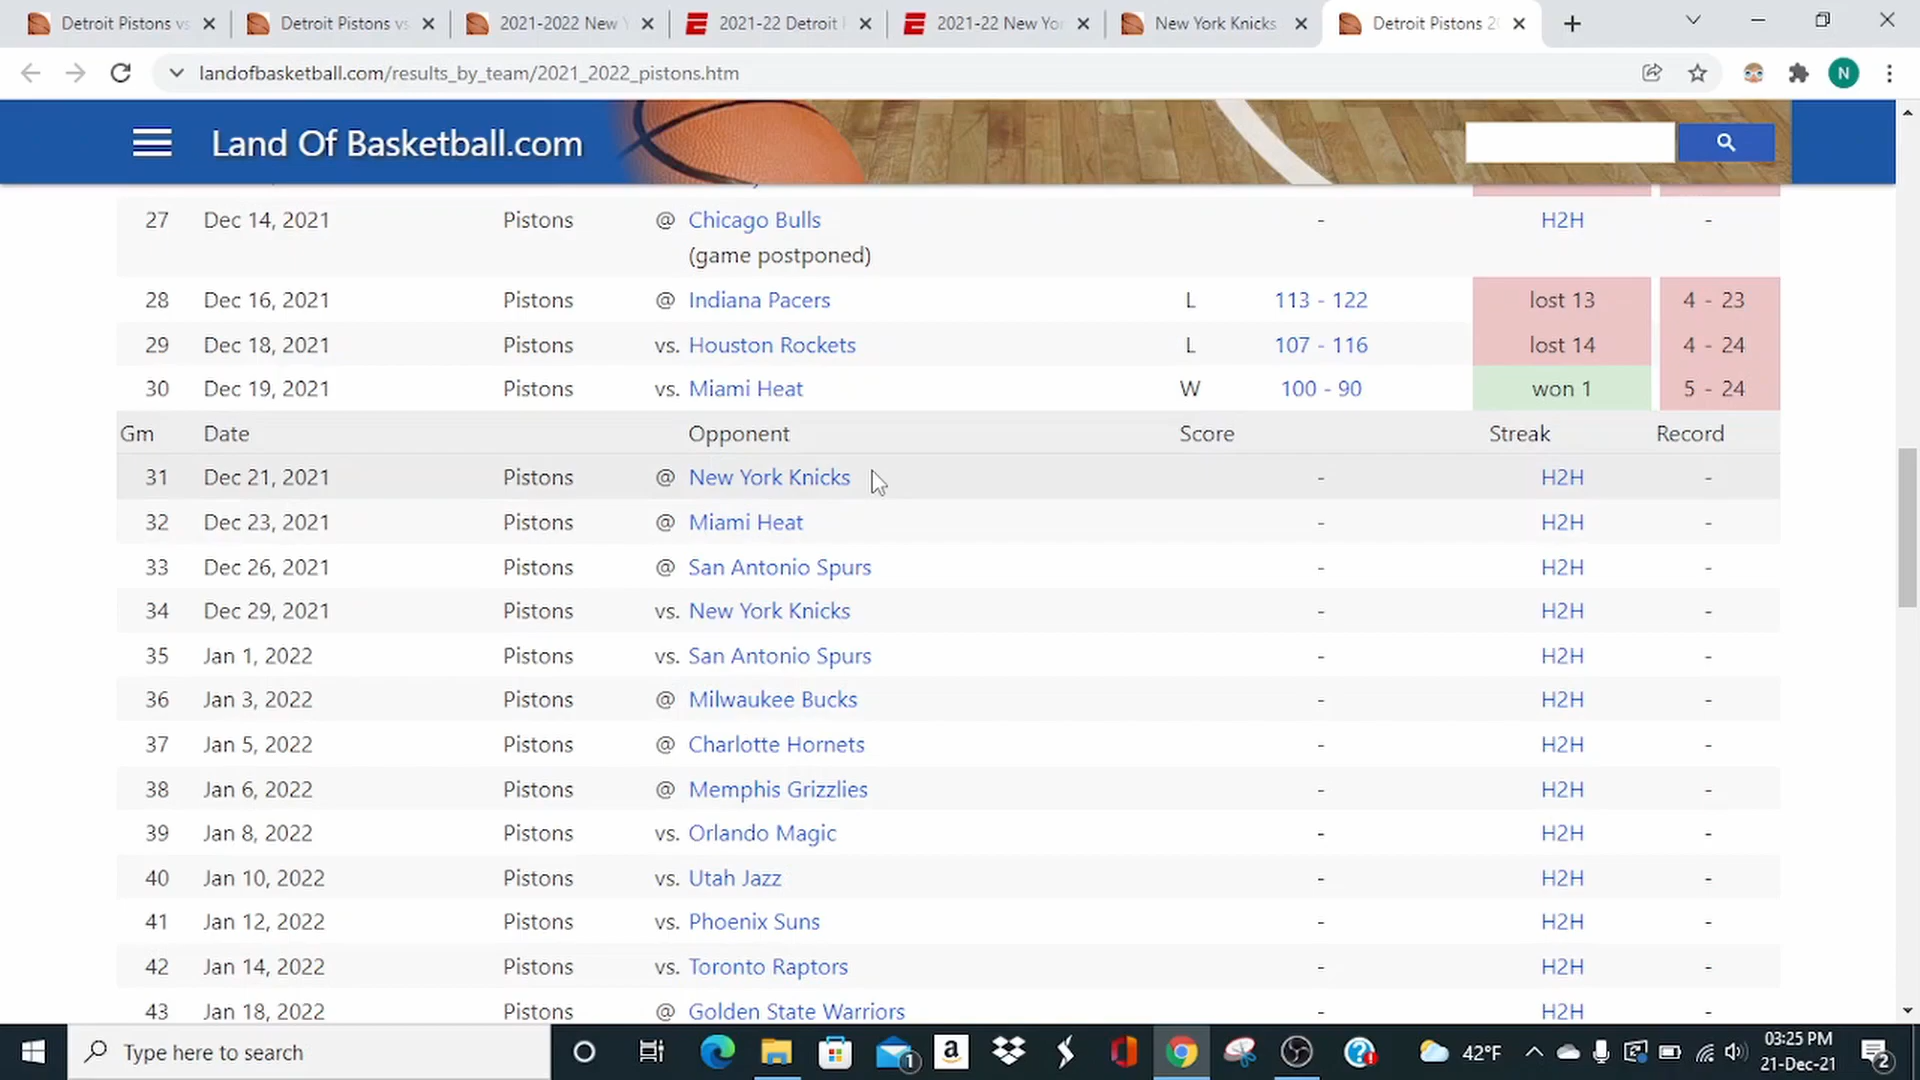 Detroit Pistons vs
Detroit Pistons vs
2021-2022 New Y
2021-22 Detroit
2021-22 New Yor
New York Knicks
Detroit Pistons 20
landofbasketball.com/results_by_team/2021_2022_pistons.htm
N
Land Of Basketball.com
27 Dec 14, 2021 Pistons @ Chicago Bulls - H2H -
(game postponed)
28 Dec 16, 2021 Pistons @ Indiana Pacers L 113 - 122 lost 13 4 - 23
29 Dec 18, 2021 Pistons vs. Houston Rockets L 107 - 116 lost 14 4 - 24
30 Dec 19, 2021 Pistons vs. Miami Heat W 100 - 90 won 1 5 - 24
Gm Date Opponent Score Streak Record
31 Dec 21, 2021 Pistons @ New York Knicks - H2H -
32 Dec 23, 2021 Pistons @ Miami Heat - H2H -
33 Dec 26, 2021 Pistons @ San Antonio Spurs - H2H -
34 Dec 29, 2021 Pistons vs. New York Knicks - H2H -
35 Jan 1, 2022 Pistons vs. San Antonio Spurs - H2H -
36 Jan 3, 2022 Pistons @ Milwaukee Bucks - H2H -
37 Jan 5, 2022 Pistons @ Charlotte Hornets - H2H -
38 Jan 6, 2022 Pistons @ Memphis Grizzlies - H2H -
39 Jan 8, 2022 Pistons vs. Orlando Magic - H2H -
40 Jan 10, 2022 Pistons vs. Utah Jazz - H2H -
41 Jan 12, 2022 Pistons vs. Phoenix Suns - H2H -
42 Jan 14, 2022 Pistons vs. Toronto Raptors - H2H -
43 Jan 18, 2022 Pistons @ Golden State Warriors - H2H -
Type here to search
1
a
42°F
03:25 PM
21-Dec-21
2